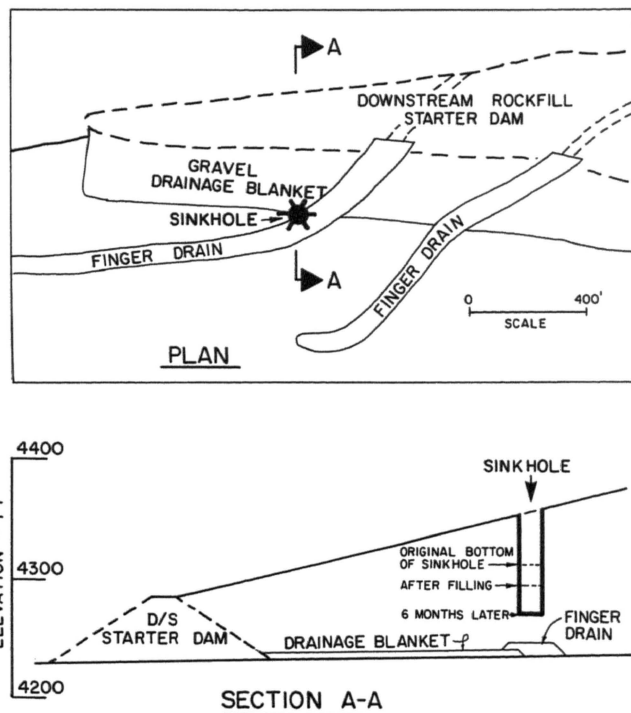 A
DOWNSTREAM ROCKFILL
STARTER DAM
GRAVEL
DRAINAGE BLANKET
SINKHOLE
FINGER DRAIN
A
FINGER DRAIN
0 400'
SCALE
PLAN
4400
SINKHOLE
ORIGINAL BOTTOM
OF SINKHOLE
4300
AFTER FILLING
6 MONTHS LATER
D/S
STARTER DAM
FINGER
DRAIN
DRAINAGE BLANKET
4200
SECTION A-A